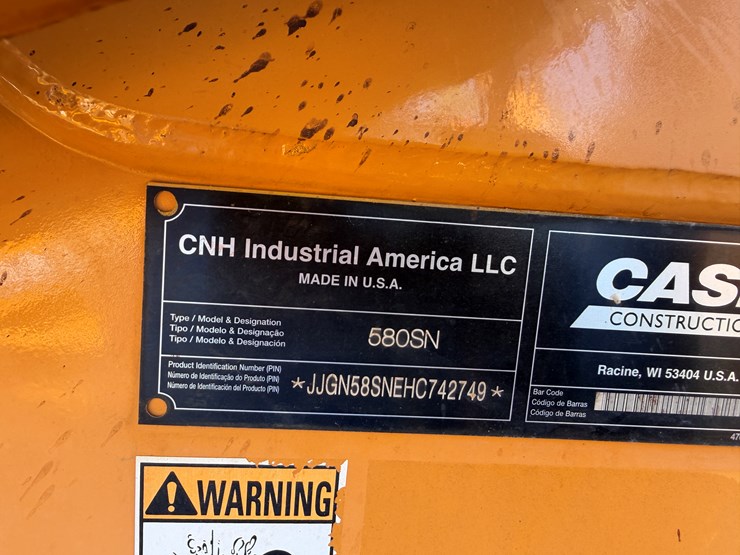 CNH Industrial America LLC
MADE IN U.S.A.
Type / Model & Designation
Tipo / Modelo & Designação
Tipo / Modelo & Designación
580SN
Product Identification Number (PIN)
Número de Identificação do Produto (PIN)
Número de Identificación del Producto (PIN)
*JJGN58SNEHC742749*
CAS
CONSTRUCTIO
Racine, WI 53404 U.S.A.
Bar Code
Código de Barras
Código de Barras
WARNING